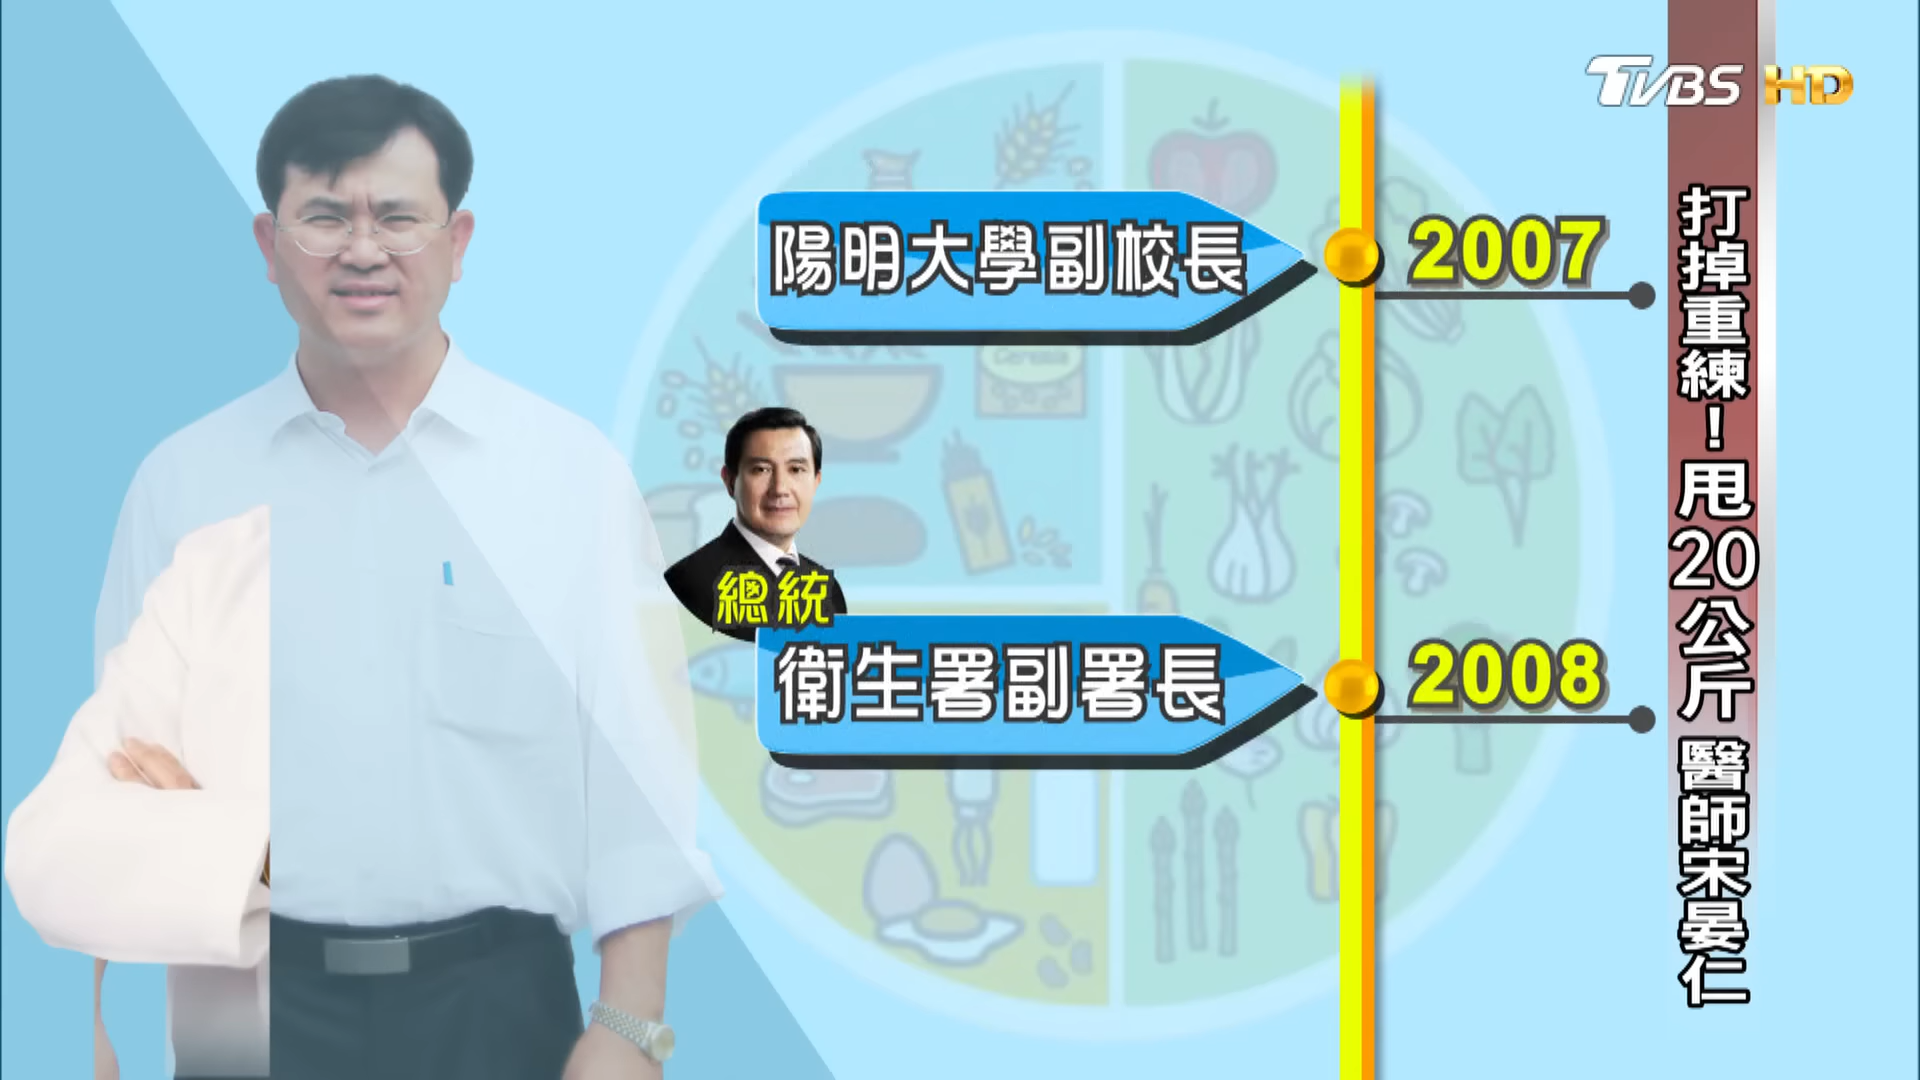 TVBS HD
陽明大學副校長
2007
總統
衛生署副署長
2008
打掉重練!甩20公斤 醫師宋晏仁